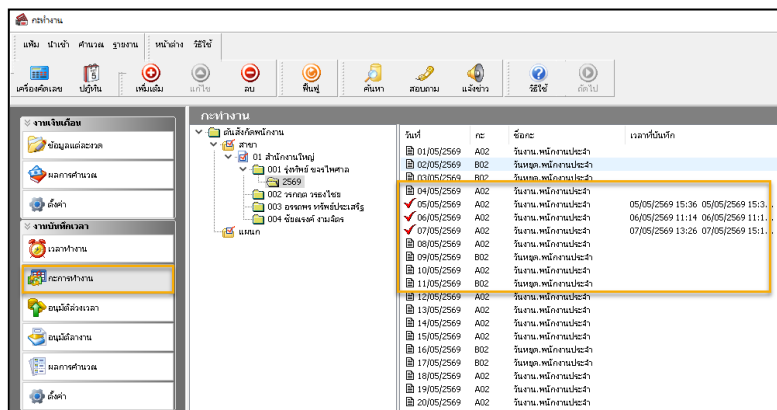 กะทำงาน
แฟ้ม นำเข้า คำนวณ รายงาน หน้าต่าง วิธีใช้
เครื่องคิดเลข ปฏิทิน เพิ่มเติม แก้ไข ลบ ฟื้นฟู ค้นหา สอบถาม แจ้งข่าว วิธีใช้ ถัดไป
งานเงินเดือน
ข้อมูลแต่ละงวด
ผลการคำนวณ
ตั้งค่า
งานบันทึกเวลา
เวลาทำงาน
กะการทำงาน
อนุมัติล่วงเวลา
อนุมัติลางาน
ผลการคำนวณ
ตั้งค่า
กะทำงาน
ต้นสังกัดพนักงาน
สาขา
01 สำนักงานใหญ่
001 รุ่งทิพย์ ขจรไพศาล
2569
002 วรกฤต วรธงไชย
003 อรรถพร ทรัพย์ประเสริฐ
004 ชัยณรงค์ งามฉัตร
แผนก
วันที่ กะ ชื่อกะ เวลาที่บันทึก
01/05/2569 A02 วันงาน.พนักงานประจำ
02/05/2569 B02 วันหยุด.พนักงานประจำ
03/05/2569 B02 วันหยุด.พนักงานประจำ
04/05/2569 A02 วันงาน.พนักงานประจำ
05/05/2569 A02 วันงาน.พนักงานประจำ 05/05/2569 15:36 05/05/2569 15:3...
06/05/2569 A02 วันงาน.พนักงานประจำ 06/05/2569 11:14 06/05/2569 11:1...
07/05/2569 A02 วันงาน.พนักงานประจำ 07/05/2569 13:26 07/05/2569 15:1...
08/05/2569 A02 วันงาน.พนักงานประจำ
09/05/2569 B02 วันหยุด.พนักงานประจำ
10/05/2569 A02 วันงาน.พนักงานประจำ
11/05/2569 B02 วันหยุด.พนักงานประจำ
12/05/2569 A02 วันงาน.พนักงานประจำ
13/05/2569 A02 วันงาน.พนักงานประจำ
14/05/2569 A02 วันงาน.พนักงานประจำ
15/05/2569 A02 วันงาน.พนักงานประจำ
16/05/2569 B02 วันหยุด.พนักงานประจำ
17/05/2569 B02 วันหยุด.พนักงานประจำ
18/05/2569 A02 วันงาน.พนักงานประจำ
19/05/2569 A02 วันงาน.พนักงานประจำ
20/05/2569 A02 วันงาน.พนักงานประจำ